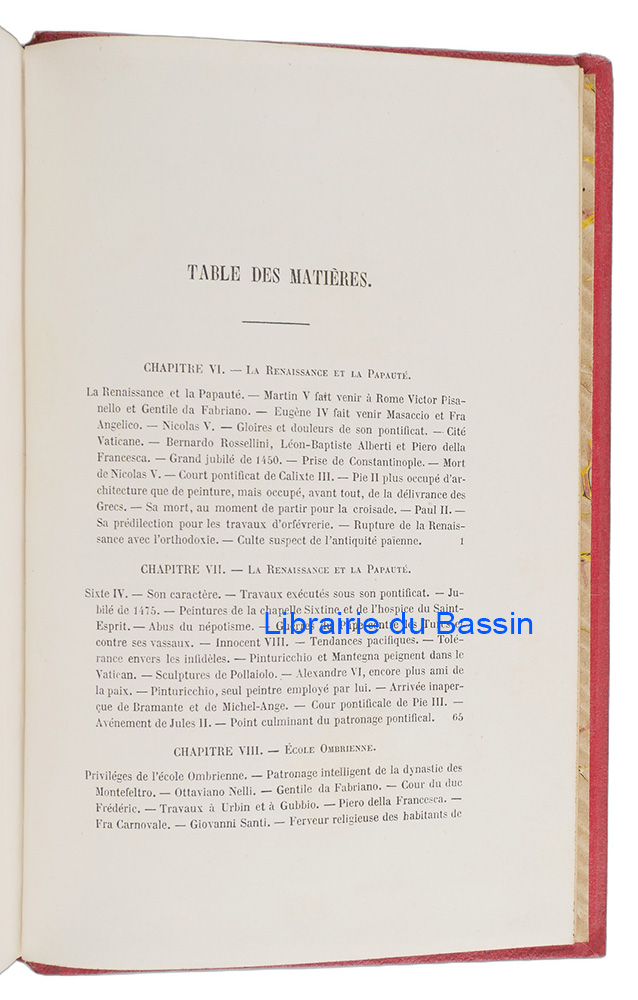 TABLE DES MATIÈRES.
CHAPITRE VI. — LA RENAISSANCE ET LA PAPAUTÉ.
La Renaissance et la Papauté. — Martin V fait venir à Rome Victor Pisa-
nello et Gentile da Fabriano. — Eugène IV fait venir Masaccio et Fra
Angelico. — Nicolas V. — Gloires et douleurs de son pontificat. — Cité
Vaticane. — Bernardo Rossellini, Léon-Baptiste Alberti et Piero della
Francesca. — Grand jubilé de 1450. — Prise de Constantinople. — Mort
de Nicolas V. — Court pontificat de Calixte III. — Pie II plus occupé d'ar-
chitecture que de peinture, mais occupé, avant tout, de la délivrance des
Grecs. — Sa mort, au moment de partir pour la croisade. — Paul II. —
Sa prédilection pour les travaux d'orfévrerie. — Rupture de la Renais-
sance avec l'orthodoxie. — Culte suspect de l'antiquité païenne. 1
CHAPITRE VII. — LA RENAISSANCE ET LA PAPAUTÉ.
Sixte IV. — Son caractère. — Travaux exécutés sous son pontificat. — Ju-
bilé de 1475. — Peintures de la chapelle Sixtine et de l'hospice du Saint-
Esprit. — Abus du népotisme. — Guerres du Pape contre les Turcs et
Librairie du Bassin
contre ses vassaux. — Innocent VIII. — Tendances pacifiques. — Tolé-
rance envers les infidèles. — Pinturicchio et Mantegna peignent dans le
Vatican. — Sculptures de Pollaiolo. — Alexandre VI, encore plus ami de
la paix. — Pinturicchio, seul peintre employé par lui. — Arrivée inaper-
çue de Bramante et de Michel-Ange. — Cour pontificale de Pie III. —
Avénement de Jules II. — Point culminant du patronage pontifical. 65
CHAPITRE VIII. — ÉCOLE OMBRIENNE.
Priviléges de l'école Ombrienne. — Patronage intelligent de la dynastie des
Montefeltro. — Ottaviano Nelli. — Gentile da Fabriano. — Cour du duc
Frédéric. — Travaux à Urbin et à Gubbio. — Piero della Francesca. —
Fra Carnovale. — Giovanni Santi. — Ferveur religieuse des habitants de